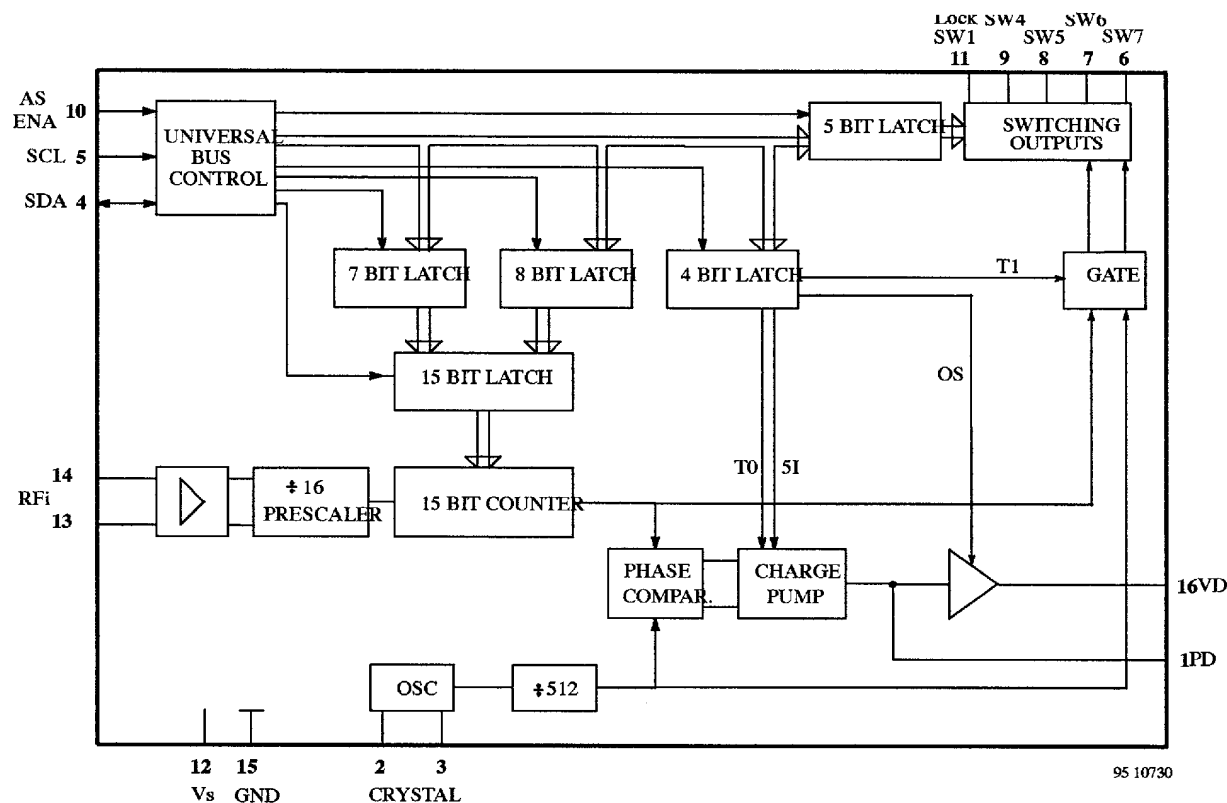 Lock SW4 SW6
SW1 SW5 SW7
11 9 8 7 6
AS 10
ENA
SCL 5
SDA 4
UNIVERSAL
BUS
CONTROL
5 BIT LATCH
SWITCHING
OUTPUTS
7 BIT LATCH
8 BIT LATCH
4 BIT LATCH
T1
GATE
15 BIT LATCH
OS
T0 5I
14
RFi
13
÷ 16
PRESCALER
15 BIT COUNTER
PHASE
COMPAR.
CHARGE
PUMP
16VD
1PD
OSC
÷512
12 15 2 3
Vs GND CRYSTAL
95 10730